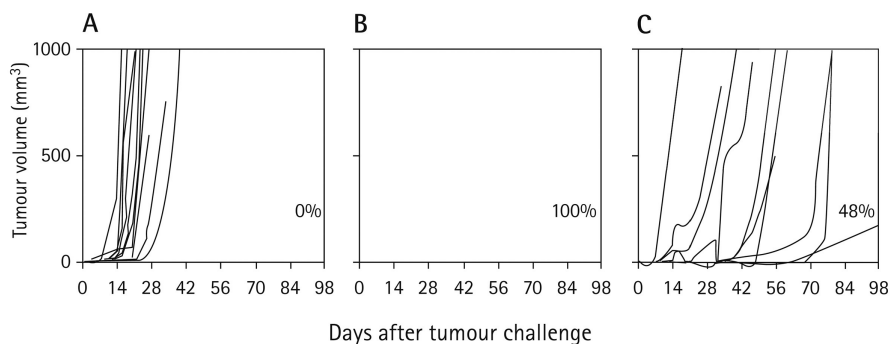 A
B
C
Tumour volume (mm³)
1000
500
0
0%
0 14 28 42 56 70 84 98
100%
0 14 28 42 56 70 84 98
48%
0 14 28 42 56 70 84 98
Days after tumour challenge